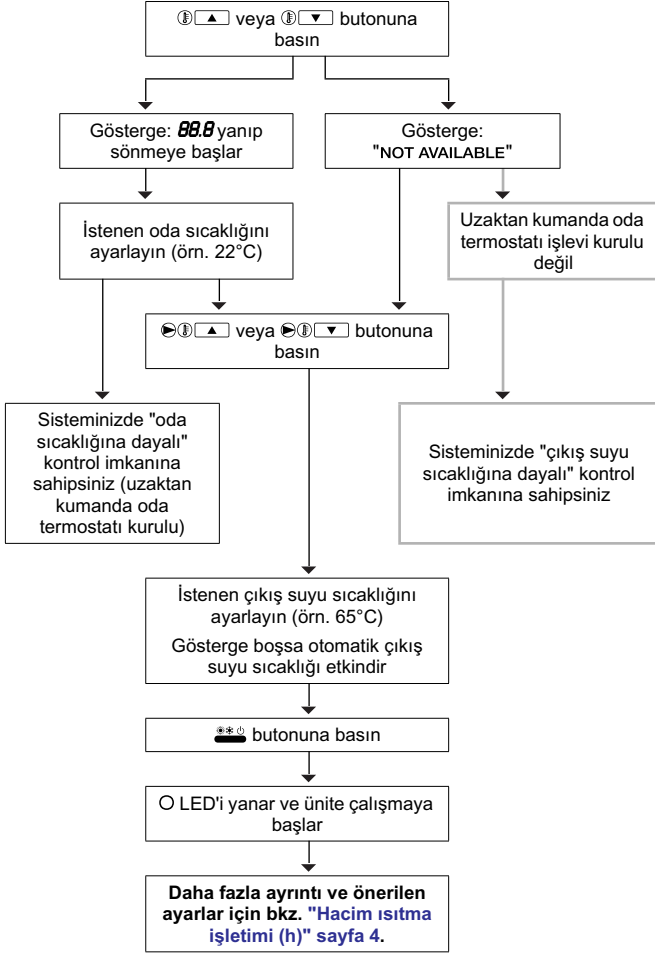 veya butonuna
basın
Gösterge: 88.8 yanıp
sönmeye başlar
Gösterge:
"NOT AVAILABLE"
İstenen oda sıcaklığını
ayarlayın (örn. 22°C)
Uzaktan kumanda oda
termostatı işlevi kurulu
değil
veya butonuna
basın
Sisteminizde "oda
sıcaklığına dayalı"
kontrol imkanına
sahipsiniz (uzaktan
kumanda oda
termostatı kurulu)
Sisteminizde "çıkış suyu
sıcaklığına dayalı" kontrol
imkanına sahipsiniz
İstenen çıkış suyu sıcaklığını
ayarlayın (örn. 65°C)
Gösterge boşsa otomatik çıkış
suyu sıcaklığı etkindir
butonuna basın
LED'i yanar ve ünite çalışmaya
başlar
Daha fazla ayrıntı ve önerilen
ayarlar için bkz. "Hacim ısıtma
işletimi (h)" sayfa 4.